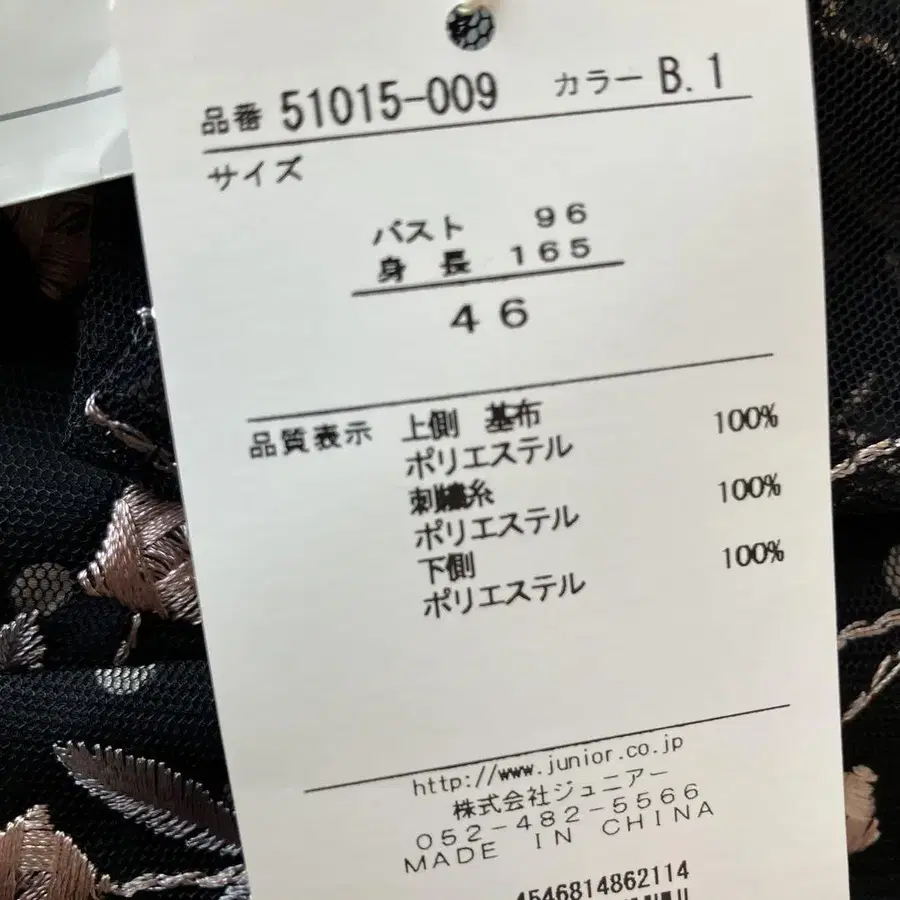 品番 51015-009 カラー B.1
サイズ
バスト 96
身長 165
46
品質表示 上側 基布
ポリエステル 100%
刺繍糸
ポリエステル 100%
下側
ポリエステル 100%
http://www.junior.co.jp
株式会社ジュニアー
052-482-5566
MADE IN CHINA
4546814862114